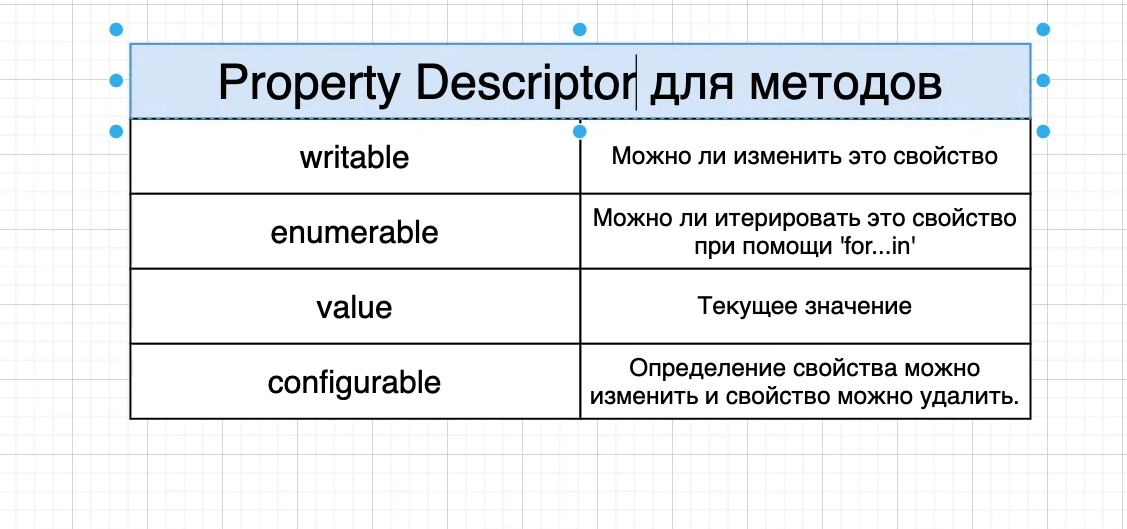 Property Descriptor для методов
writable
Можно ли изменить это свойство
enumerable
Можно ли итерировать это свойство
при помощи 'for...in'
value
Текущее значение
configurable
Определение свойства можно
изменить и свойство можно удалить.